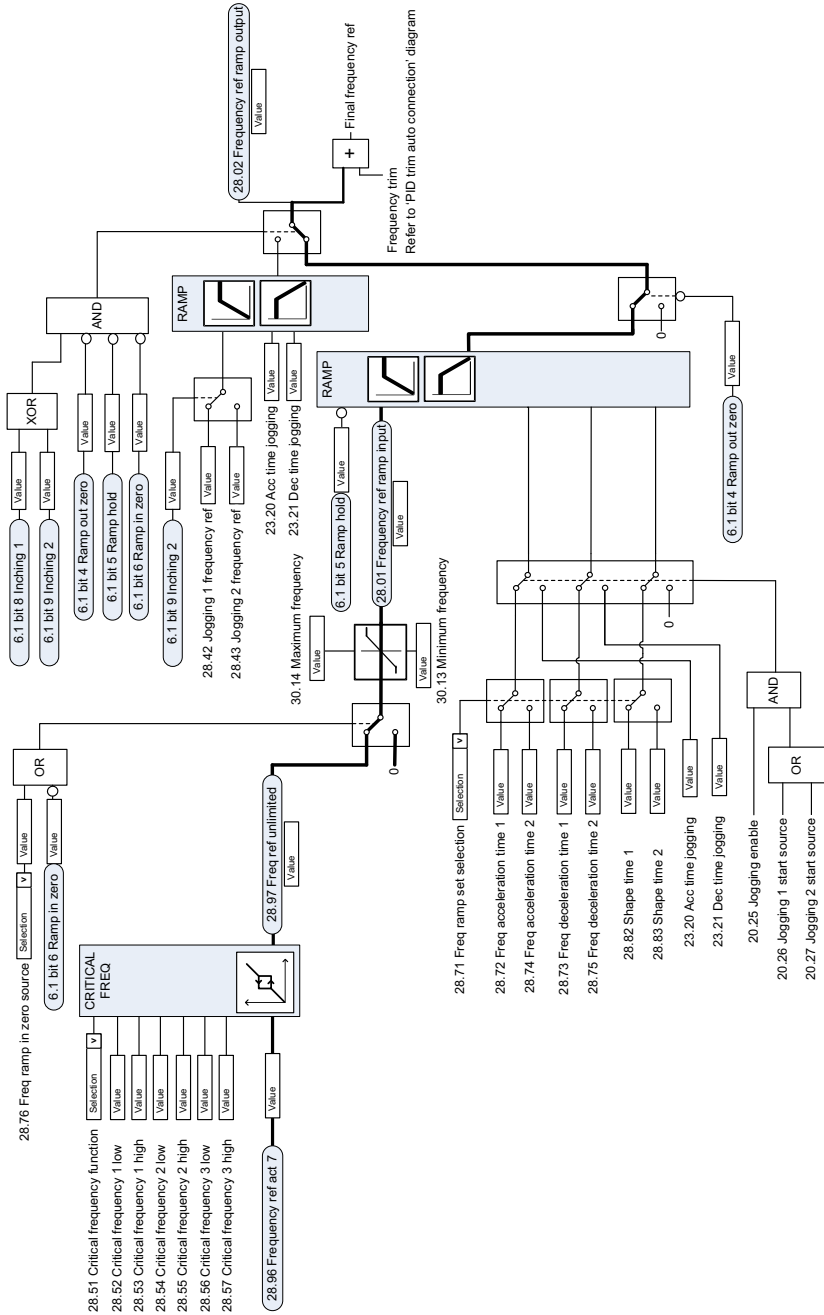 28.76 Freq ramp in zero source
Selection
v
Value
6.1 bit 6 Ramp in zero
Value
OR
28.51 Critical frequency function
Selection
v
28.52 Critical frequency 1 low
Value
28.53 Critical frequency 1 high
Value
28.54 Critical frequency 2 low
Value
28.55 Critical frequency 2 high
Value
28.56 Critical frequency 3 low
Value
28.57 Critical frequency 3 high
Value
28.96 Frequency ref act 7
Value
CRITICAL
FREQ
28.97 Freq ref unlimited
Value
0
30.14 Maximum frequency
Value
Value
30.13 Minimum frequency
6.1 bit 8 Inching 1
Value
6.1 bit 9 Inching 2
Value
XOR
6.1 bit 4 Ramp out zero
Value
6.1 bit 5 Ramp hold
Value
6.1 bit 6 Ramp in zero
Value
AND
6.1 bit 9 Inching 2
Value
28.42 Jogging 1 frequency ref
Value
28.43 Jogging 2 frequency ref
Value
23.20 Acc time jogging
Value
23.21 Dec time jogging
Value
RAMP
6.1 bit 5 Ramp hold
Value
28.01 Frequency ref ramp input
Value
RAMP
28.02 Frequency ref ramp output
Value
+
Final frequency ref
Frequency trim
Refer to 'PID trim auto connection' diagram
0
Value
6.1 bit 4 Ramp out zero
28.71 Freq ramp set selection
Selection
v
28.72 Freq acceleration time 1
Value
28.74 Freq acceleration time 2
Value
28.73 Freq deceleration time 1
Value
28.75 Freq deceleration time 2
Value
28.82 Shape time 1
Value
28.83 Shape time 2
Value
23.20 Acc time jogging
Value
23.21 Dec time jogging
Value
0
20.25 Jogging enable
20.26 Jogging 1 start source
20.27 Jogging 2 start source
OR
AND